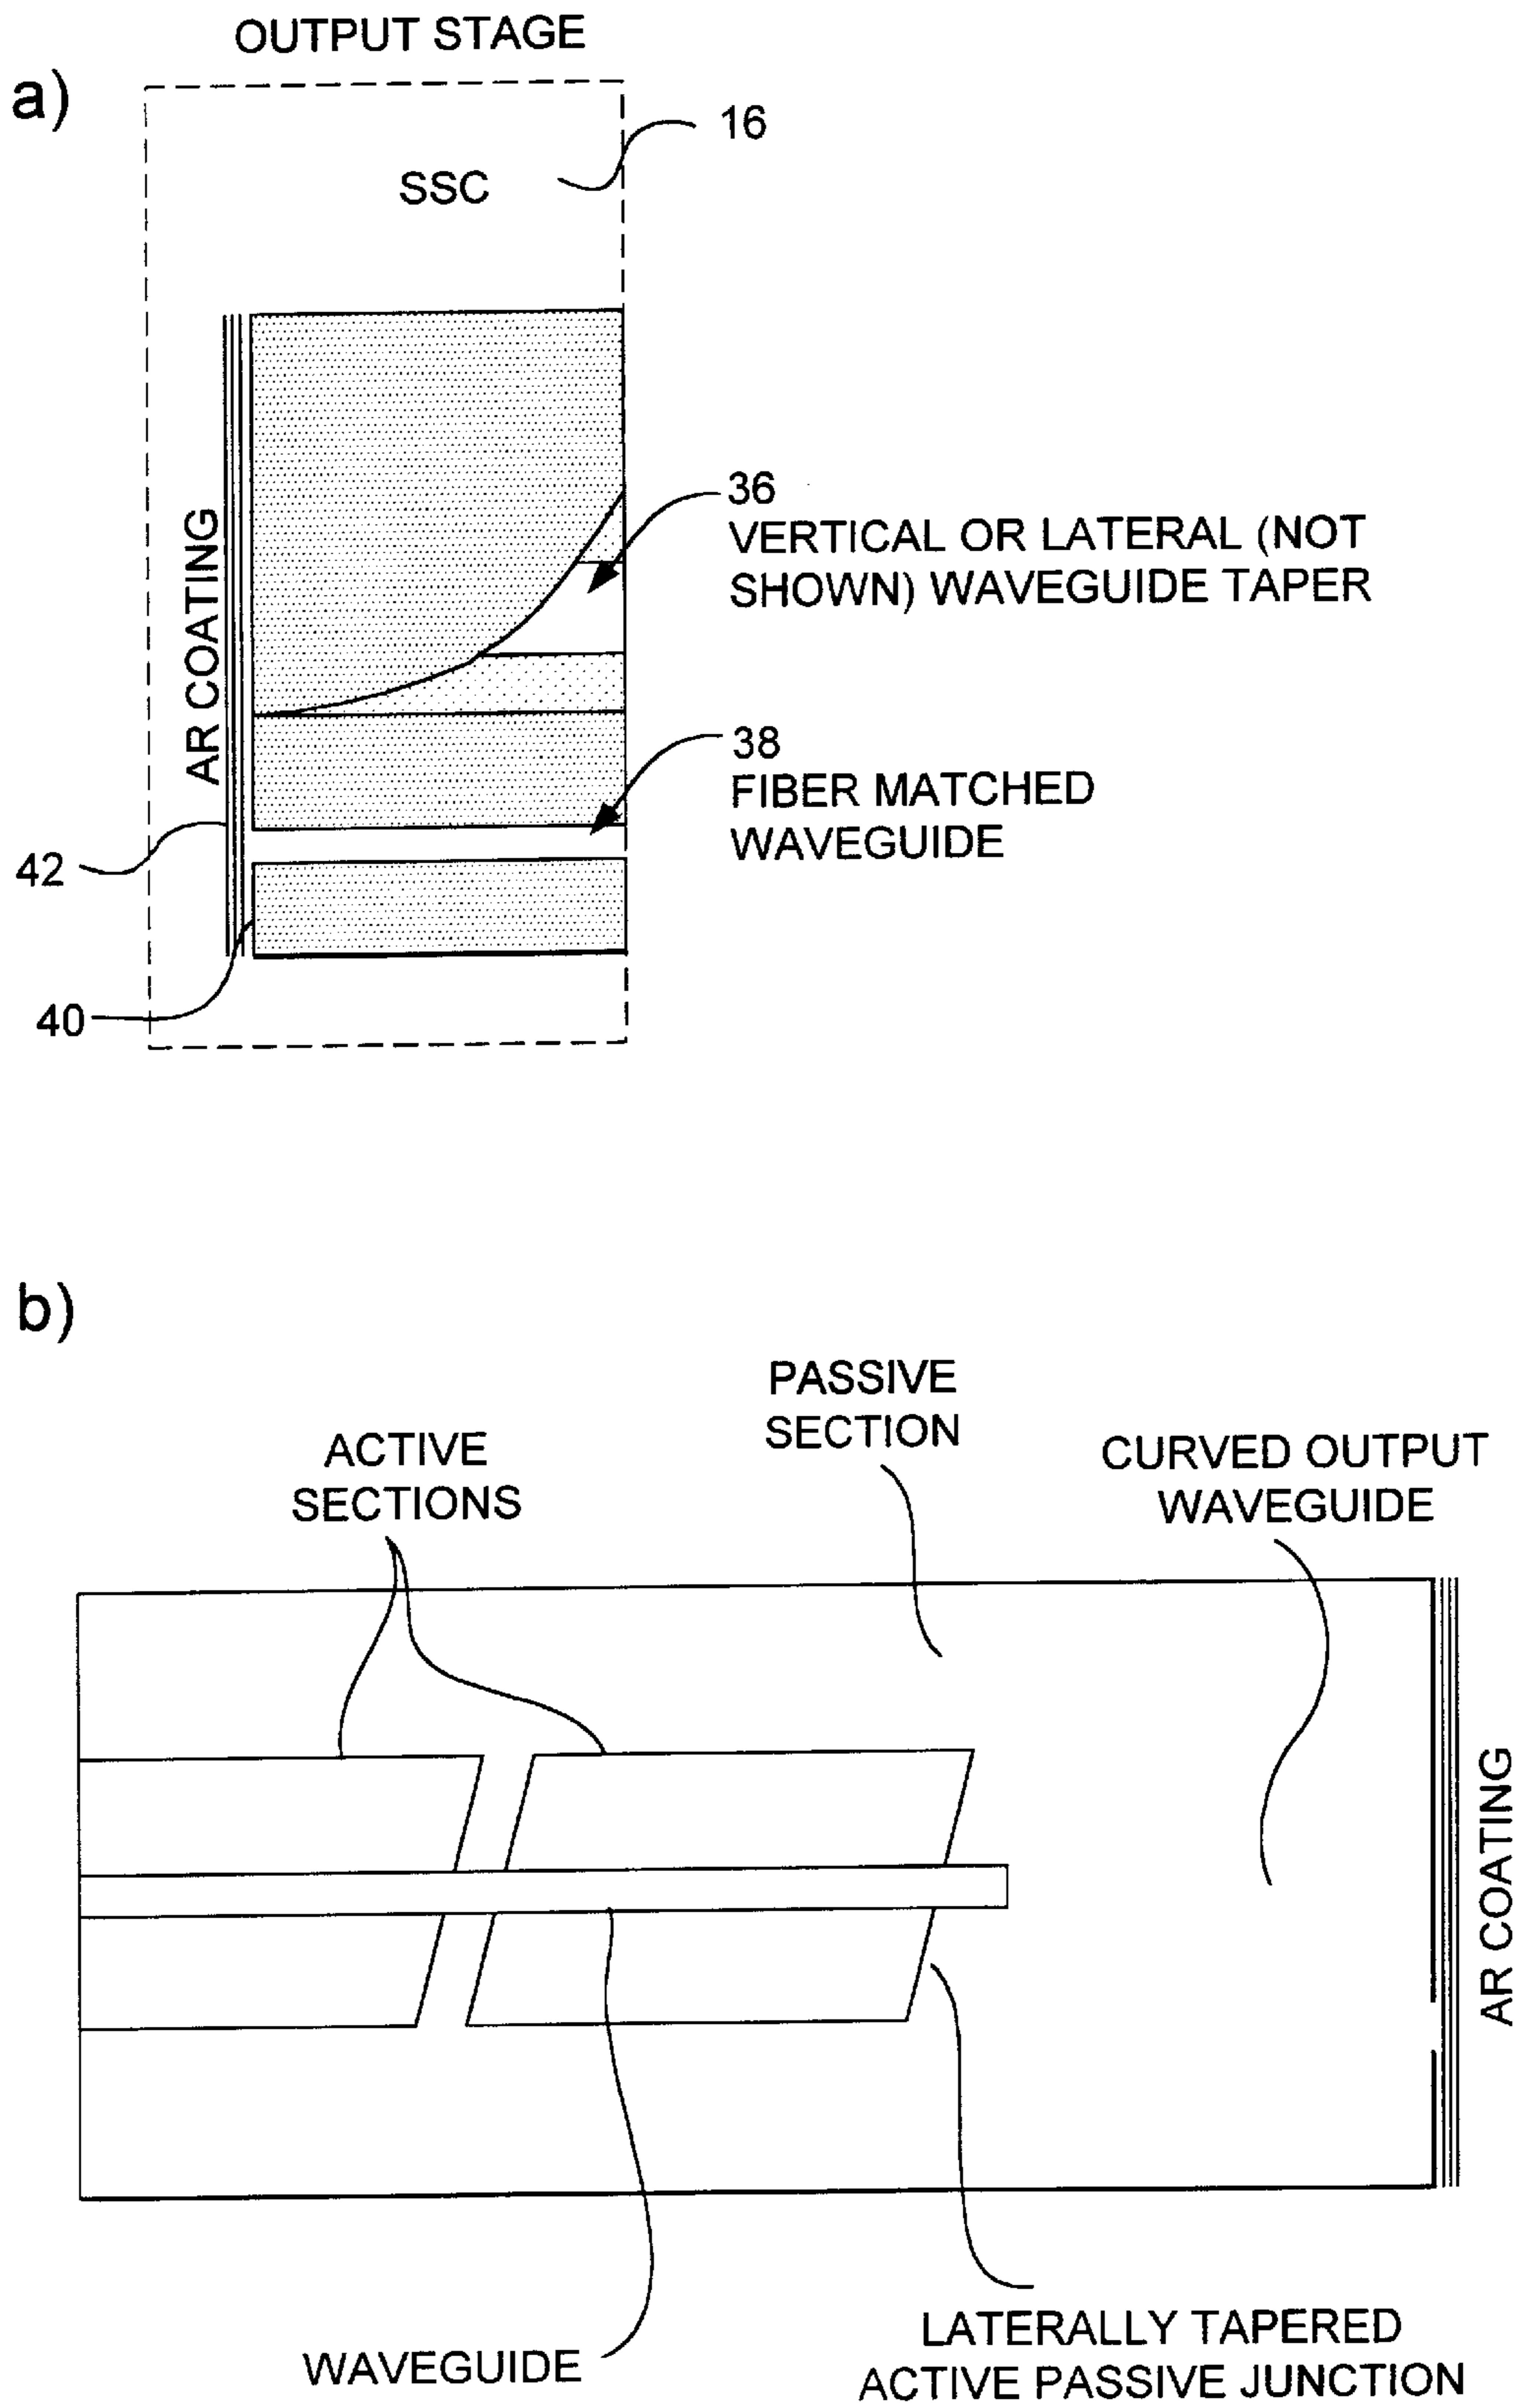 OUTPUT STAGE
a)
16
SSC
AR COATING
36
VERTICAL OR LATERAL (NOT
SHOWN) WAVEGUIDE TAPER
38
FIBER MATCHED
WAVEGUIDE
42
40
b)
PASSIVE
SECTION
ACTIVE
SECTIONS
CURVED OUTPUT
WAVEGUIDE
AR COATING
WAVEGUIDE
LATERALLY TAPERED
ACTIVE PASSIVE JUNCTION